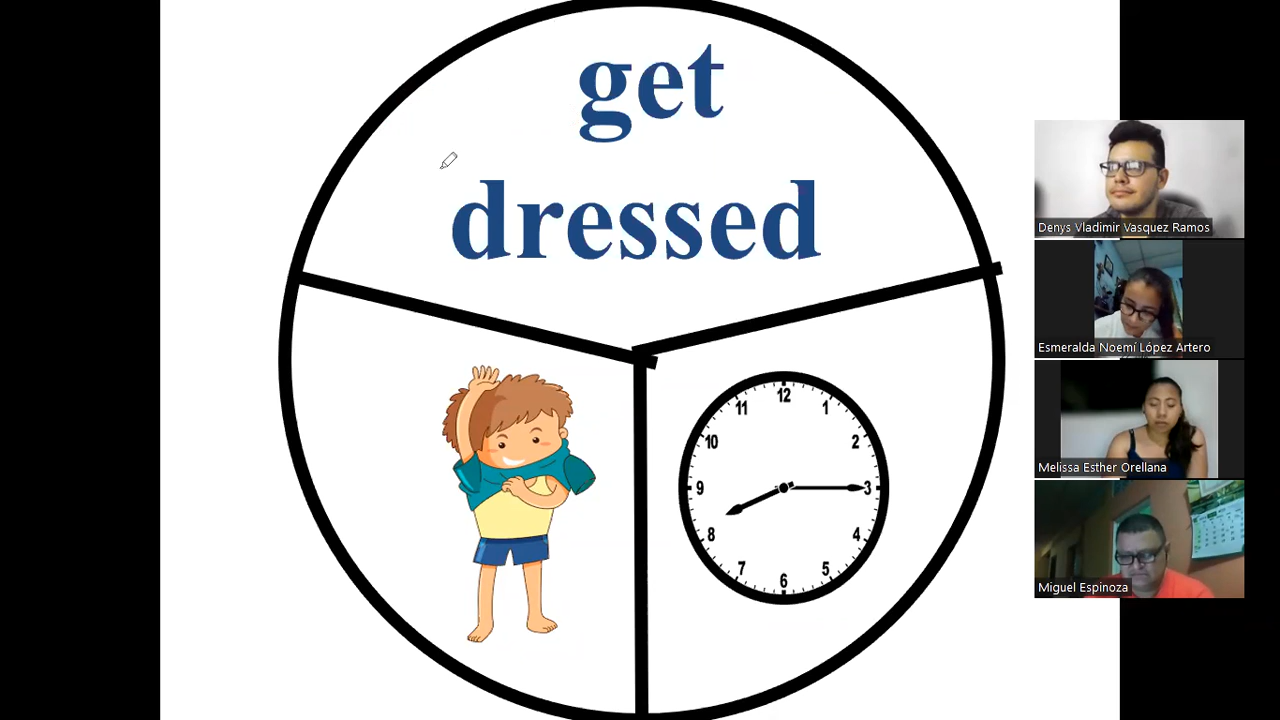 get
dressed
12
11
1
10
2
9
3
8
4
7
5
6
Denys Vladimir Vasquez Ramos
Esmeralda Noemí López Artero
Melissa Esther Orellana
Miguel Espinoza